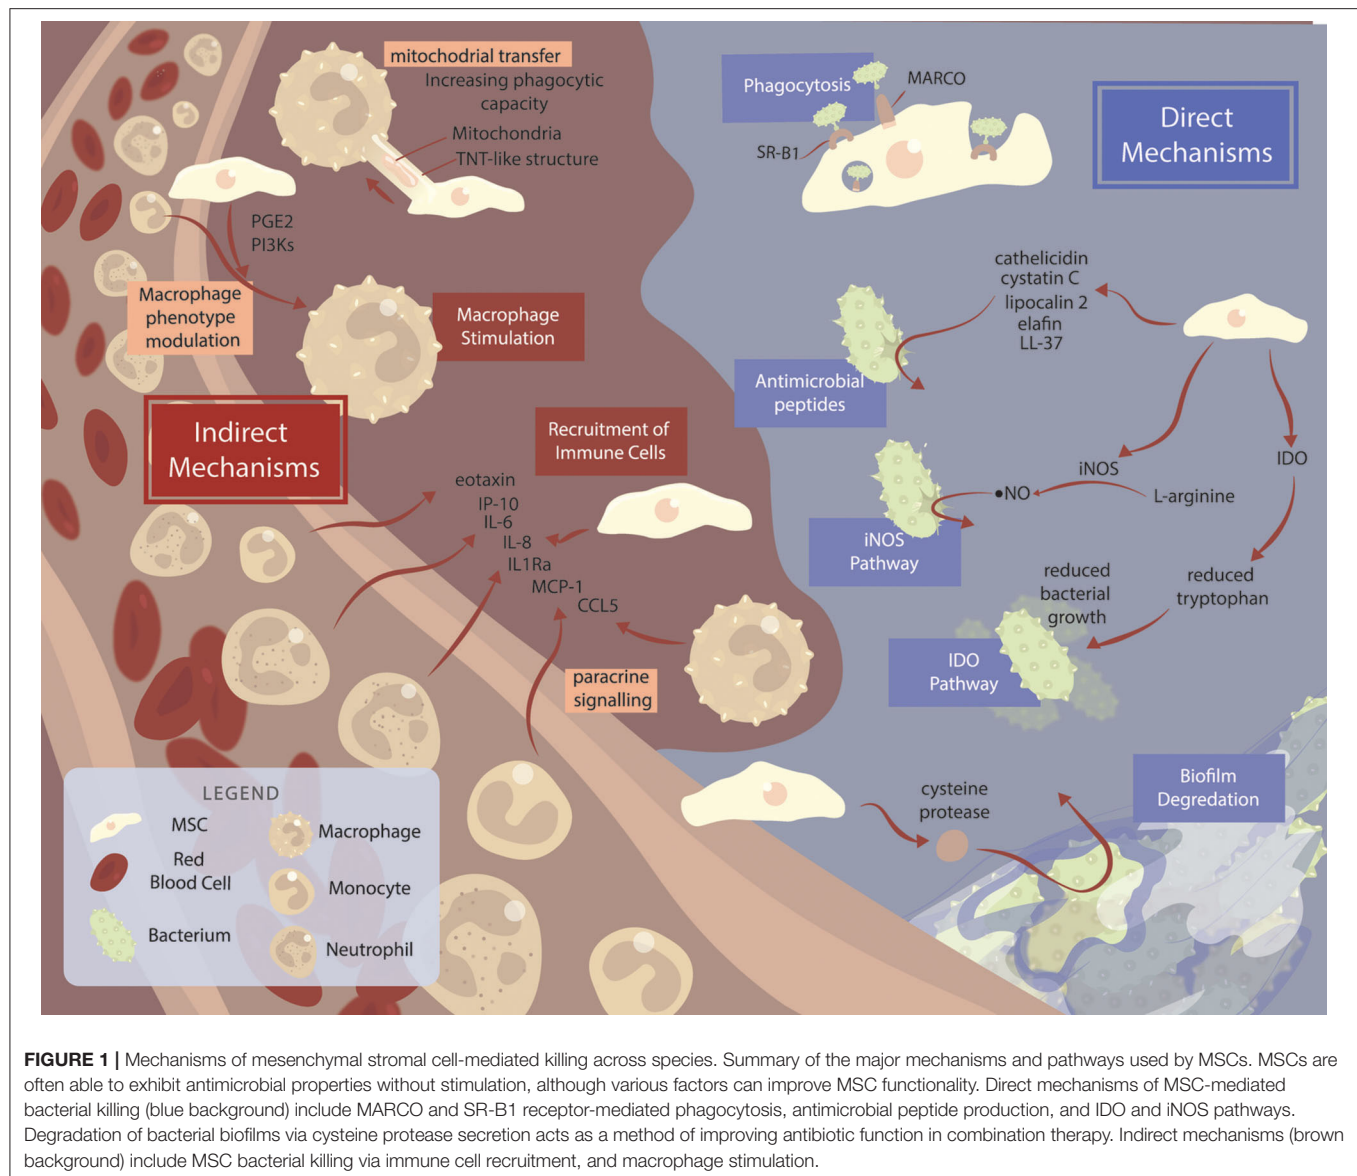 mitochodrial transfer
Increasing phagocytic
capacity
Mitochondria
TNT-like structure
PGE2
PI3Ks
Macrophage
phenotype
modulation
Macrophage
Stimulation
Indirect
Mechanisms
Recruitment of
Immune Cells
eotaxin
IP-10
IL-6
IL-8
IL1Ra
MCP-1
CCL5
paracrine
signalling
LEGEND
MSC
Red
Blood Cell
Bacterium
Macrophage
Monocyte
Neutrophil
Phagocytosis
MARCO
SR-B1
Direct
Mechanisms
cathelicidin
cystatin C
lipocalin 2
elafin
LL-37
Antimicrobial
peptides
iNOS
IDO
•NO
L-arginine
iNOS
Pathway
reduced
bacterial
growth
reduced
tryptophan
IDO
Pathway
cysteine
protease
Biofilm
Degredation
FIGURE 1 | Mechanisms of mesenchymal stromal cell-mediated killing across species. Summary of the major mechanisms and pathways used by MSCs. MSCs are
often able to exhibit antimicrobial properties without stimulation, although various factors can improve MSC functionality. Direct mechanisms of MSC-mediated
bacterial killing (blue background) include MARCO and SR-B1 receptor-mediated phagocytosis, antimicrobial peptide production, and IDO and iNOS pathways.
Degradation of bacterial biofilms via cysteine protease secretion acts as a method of improving antibiotic function in combination therapy. Indirect mechanisms (brown
background) include MSC bacterial killing via immune cell recruitment, and macrophage stimulation.